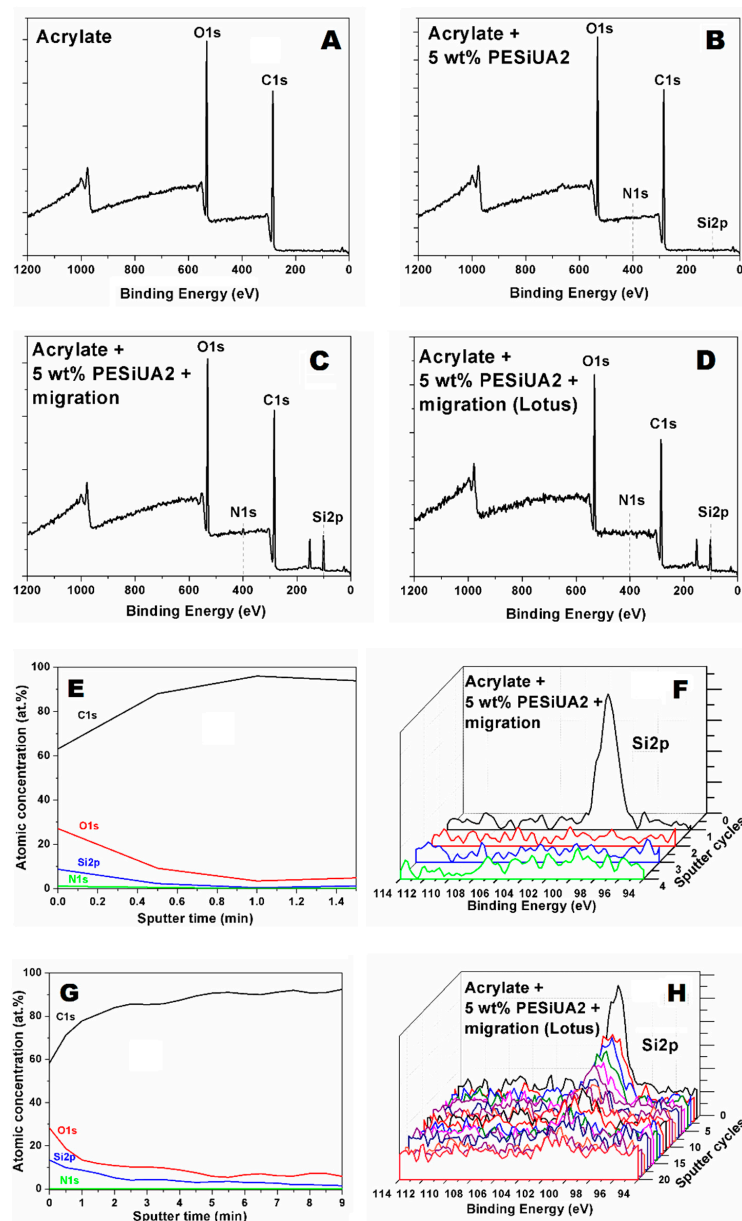 Acrylate
A
O1s
C1s
1200 1000 800 600 400 200 0
Binding Energy (eV)
Acrylate +
5 wt% PESiUA2
B
O1s
C1s
N1s
Si2p
1200 1000 800 600 400 200 0
Binding Energy (eV)
Acrylate +
5 wt% PESiUA2 +
migration
C
O1s
C1s
N1s
Si2p
1200 1000 800 600 400 200 0
Binding Energy (eV)
Acrylate +
5 wt% PESiUA2 +
migration (Lotus)
D
O1s
C1s
N1s
Si2p
1200 1000 800 600 400 200 0
Binding Energy (eV)
E
Atomic concentration (at.%)
100
80
60
40
20
0
C1s
O1s
Si2p
N1s
0.0 0.2 0.4 0.6 0.8 1.0 1.2 1.4
Sputter time (min)
Acrylate +
5 wt% PESiUA2 +
migration
F
Si2p
114 112 110 108 106 104 102 100 98 96 94
Binding Energy (eV)
0
1
2
3
4
Sputter cycles
G
Atomic concentration (at.%)
100
80
60
40
20
0
C1s
O1s
Si2p
N1s
0 1 2 3 4 5 6 7 8 9
Sputter time (min)
Acrylate +
5 wt% PESiUA2 +
migration (Lotus)
H
Si2p
114 112 110 108 106 104 102 100 98 96 94
Binding Energy (eV)
0
5
10
15
20
Sputter cycles